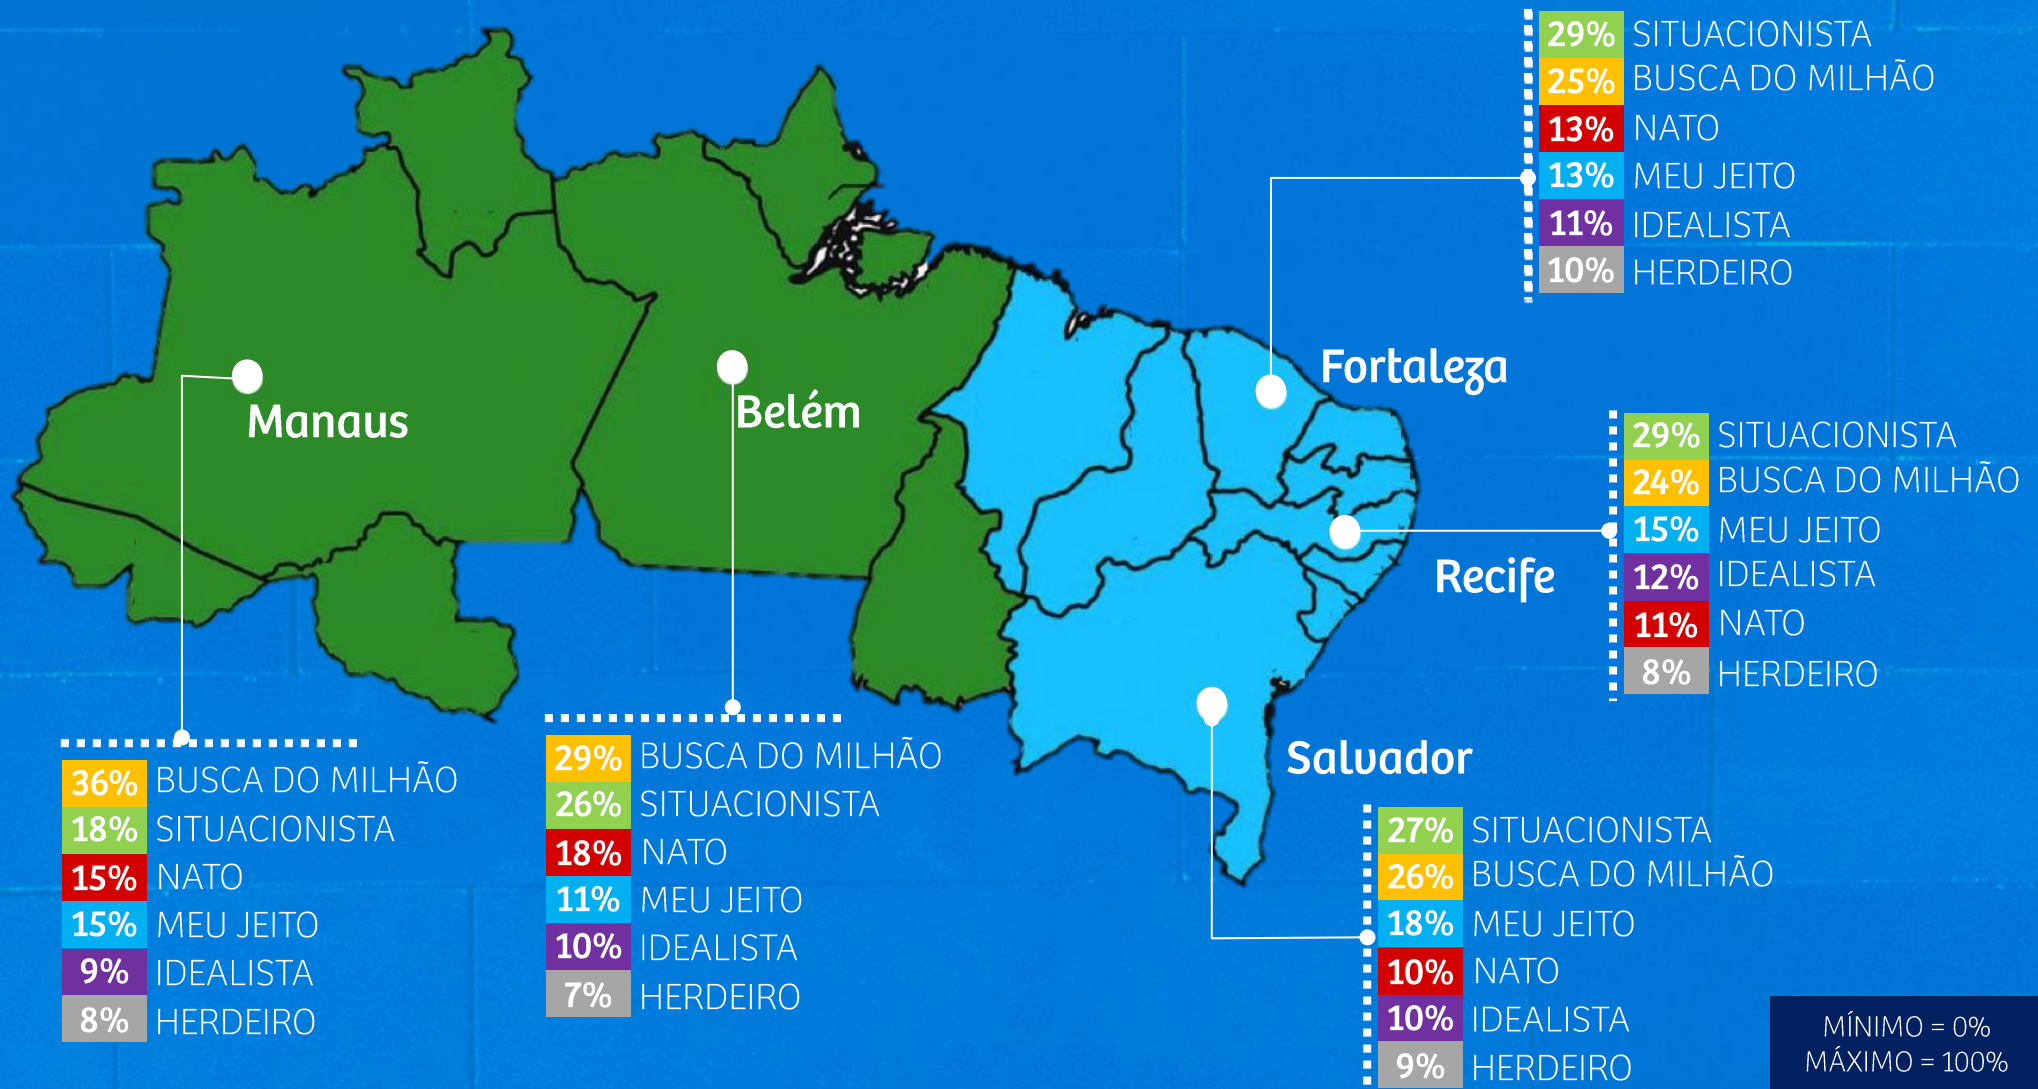 29% SITUACIONISTA
25% BUSCA DO MILHÃO
13% NATO
13% MEU JEITO
11% IDEALISTA
10% HERDEIRO
Fortaleza
Manaus
Belém
29% SITUACIONISTA
24% BUSCA DO MILHÃO
15% MEU JEITO
12% IDEALISTA
11% NATO
8% HERDEIRO
Recife
Salvador
36% BUSCA DO MILHÃO
18% SITUACIONISTA
15% NATO
15% MEU JEITO
9% IDEALISTA
8% HERDEIRO
29% BUSCA DO MILHÃO
26% SITUACIONISTA
18% NATO
11% MEU JEITO
10% IDEALISTA
7% HERDEIRO
27% SITUACIONISTA
26% BUSCA DO MILHÃO
18% MEU JEITO
10% NATO
10% IDEALISTA
9% HERDEIRO
MÍNIMO = 0%
MÁXIMO = 100%